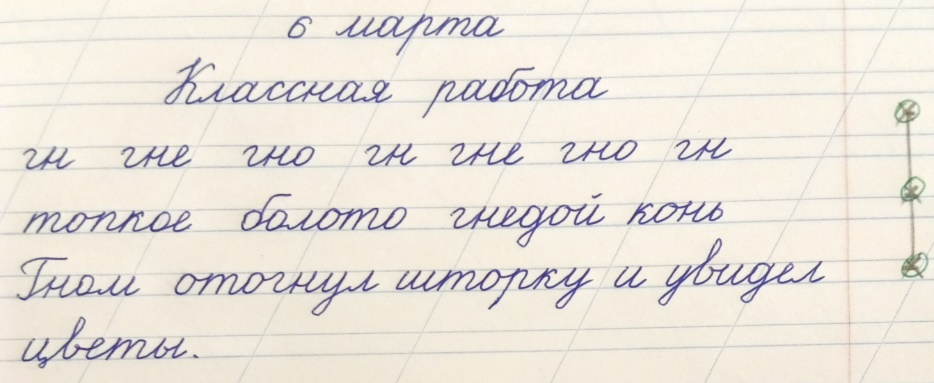 6 марта
Классная работа
гн гне гно гн гне гно гн
топкое болото гнедой конь
Гном отогнул шторку и увидел
цветы.